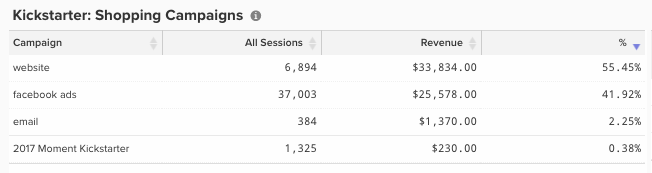 Kickstarter: Shopping Campaigns
Campaign All Sessions Revenue %
website 6,894 $33,834.00 55.45%
facebook ads 37,003 $25,578.00 41.92%
email 384 $1,370.00 2.25%
2017 Moment Kickstarter 1,325 $230.00 0.38%